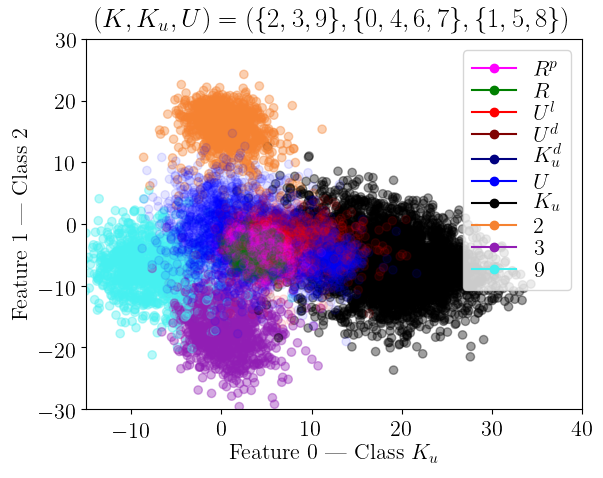 (K, K_u, U) = ({2, 3, 9}, {0, 4, 6, 7}, {1, 5, 8})
30
20
10
0
−10
−20
−30
Feature 1 — Class 2
R^p
R
U^l
U^d
K_u^d
U
K_u
2
3
9
−10
0
10
20
30
40
Feature 0 — Class K_u